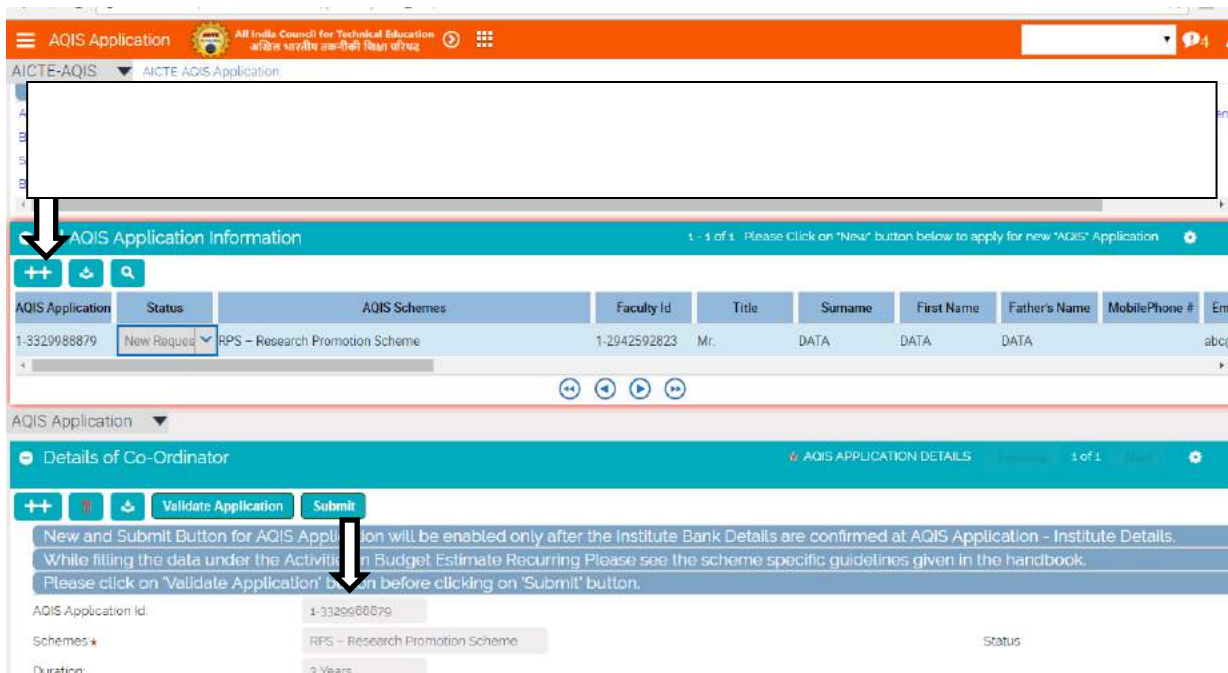 AQIS Application
All India Council for Technical Education
अखिल भारतीय तकनीकी शिक्षा परिषद
4
AICTE-AQIS AICTE AQIS Application:
AQIS Application Information 1 - 1 of 1 Please Click on "New" button below to apply for new "AQIS" Application
AQIS Application Status AQIS Schemes Faculty Id Title Surname First Name Father's Name MobilePhone # Em
1-3329988879 New Reques RPS – Research Promotion Scheme 1-2942592823 Mr. DATA DATA DATA abc
AQIS Application
Details of Co-Ordinator AQIS APPLICATION DETAILS 1 of 1
Validate Application Submit
New and Submit Button for AQIS Application will be enabled only after the Institute Bank Details are confirmed at AQIS Application - Institute Details.
While filling the data under the Budget Estimate Recurring Please see the scheme specific guidelines given in the handbook.
Please click on 'Validate Application' before clicking on 'Submit' button.
AQIS Application Id: 1-3329988879
Schemes RPS – Research Promotion Scheme Status
Duration: 3 Years